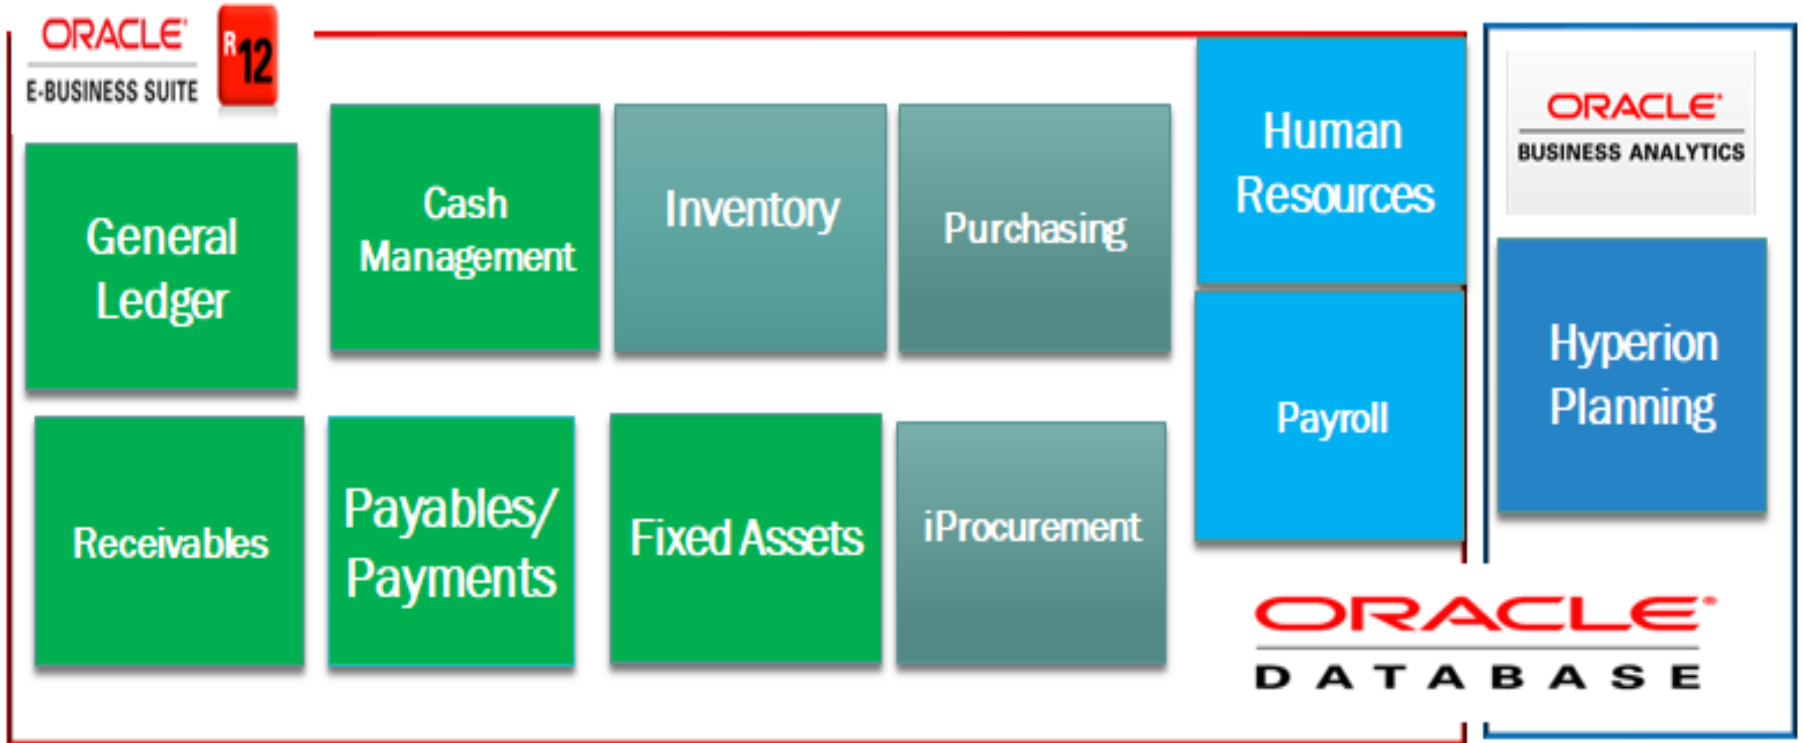 ORACLE
E-BUSINESS SUITE
R12
General
Ledger
Cash
Management
Inventory
Purchasing
Human
Resources
Receivables
Payables/
Payments
Fixed Assets
iProcurement
Payroll
ORACLE
BUSINESS ANALYTICS
Hyperion
Planning
ORACLE
DATABASE